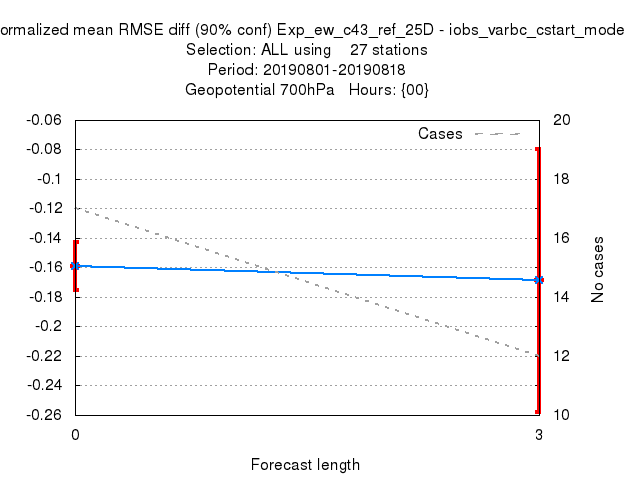 ormalized mean RMSE diff (90% conf) Exp_ew_c43_ref_25D - iobs_varbc_cstart_mode
Selection: ALL using 27 stations
Period: 20190801-20190818
Geopotential 700hPa Hours: {00}
Cases
-0.06
-0.08
-0.1
-0.12
-0.14
-0.16
-0.18
-0.2
-0.22
-0.24
-0.26
20
18
16
14
12
10
No cases
0
3
Forecast length